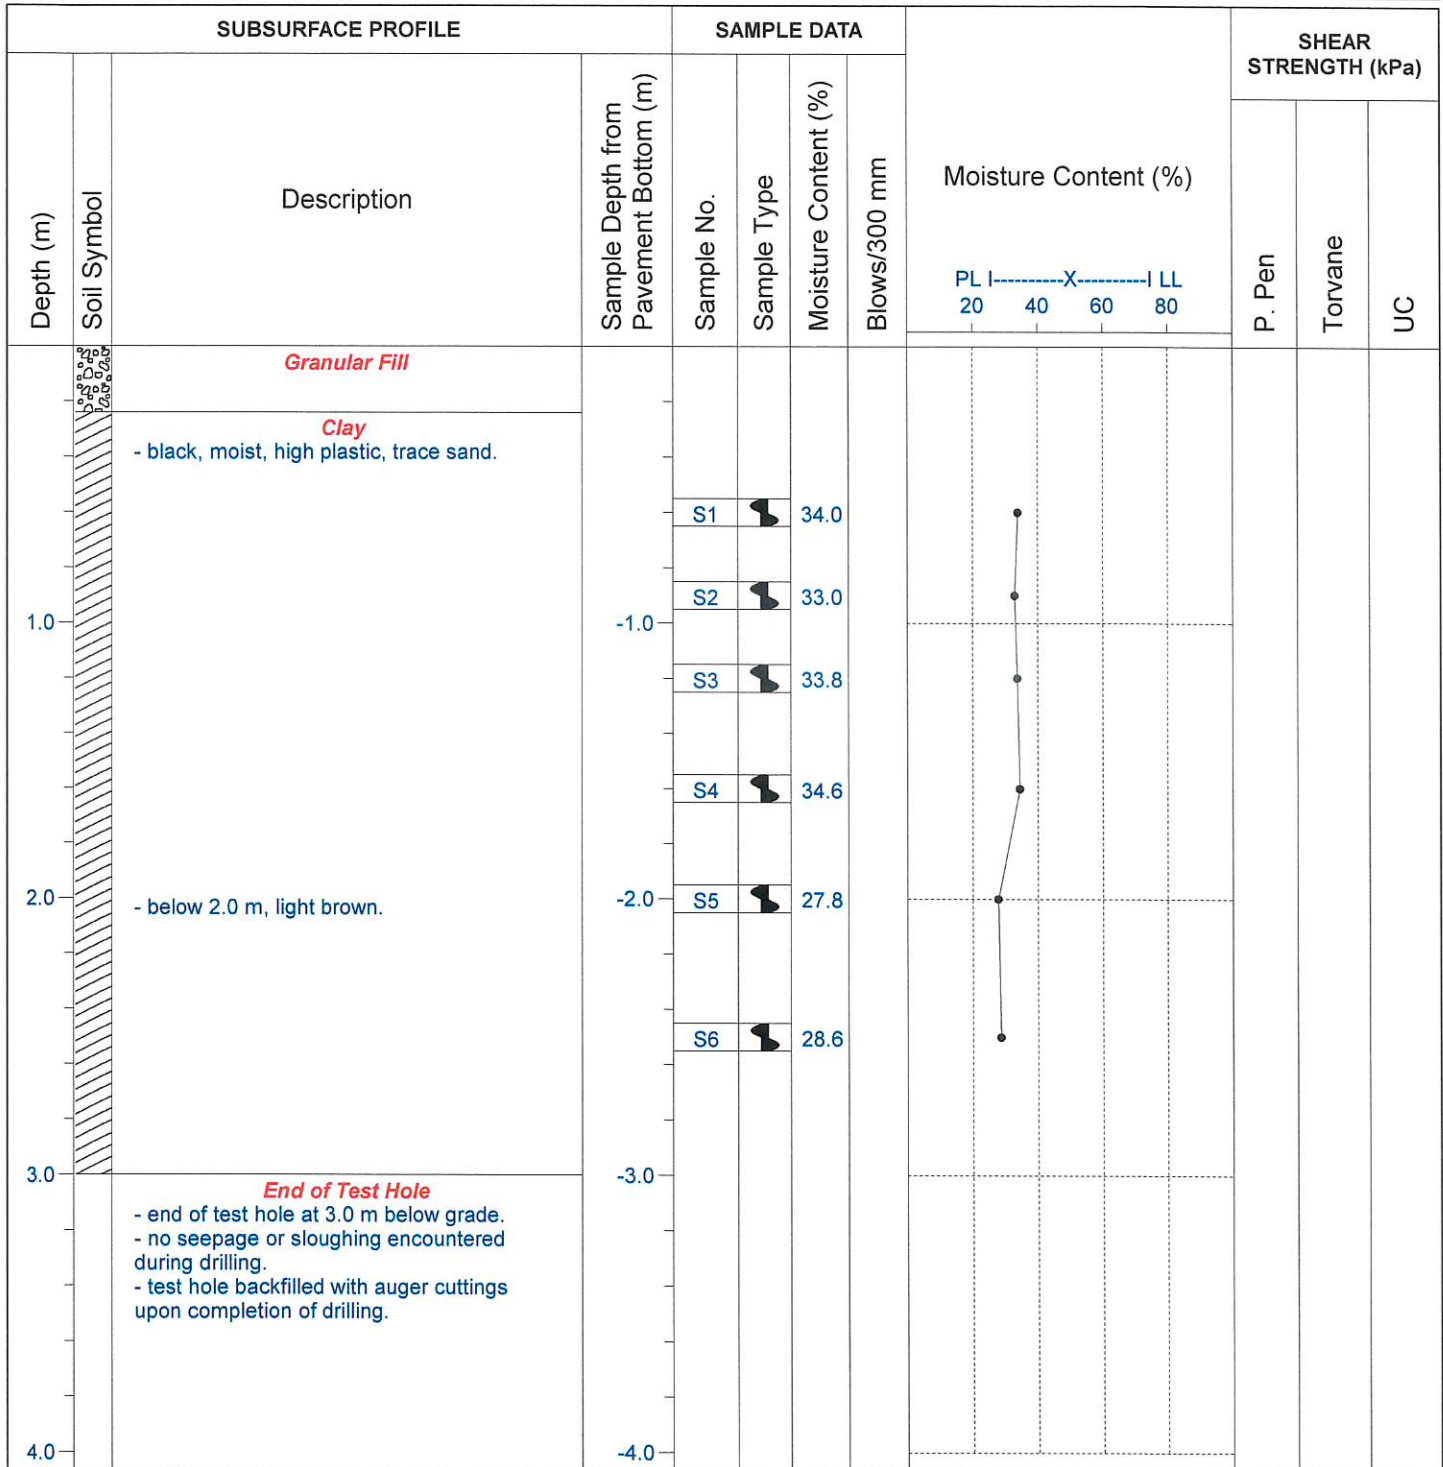 SUBSURFACE PROFILE
SAMPLE DATA
SHEAR
STRENGTH (kPa)
Depth (m)
Soil Symbol
Description
Sample Depth from
Pavement Bottom (m)
Sample No.
Sample Type
Moisture Content (%)
Blows/300 mm
Moisture Content (%)
PL I----------X----------I LL
20 40 60 80
P. Pen
Torvane
UC
Granular Fill
Clay
- black, moist, high plastic, trace sand.
S1 34.0
S2 33.0
1.0 -1.0
S3 33.8
S4 34.6
2.0 - below 2.0 m, light brown. -2.0 S5 27.8
S6 28.6
3.0 -3.0
End of Test Hole
- end of test hole at 3.0 m below grade.
- no seepage or sloughing encountered
during drilling.
- test hole backfilled with auger cuttings
upon completion of drilling.
4.0 -4.0